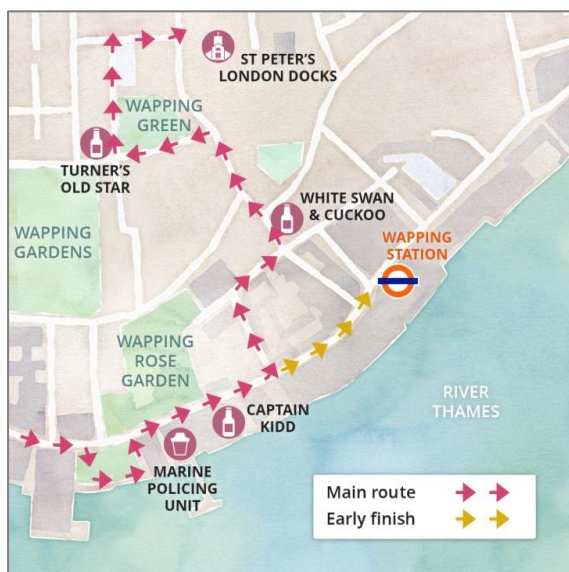 ST PETER'S
LONDON DOCKS
WAPPING
GREEN
TURNER'S
OLD STAR
WHITE SWAN
& CUCKOO
WAPPING
GARDENS
WAPPING
STATION
WAPPING
ROSE
GARDEN
RIVER
THAMES
CAPTAIN
KIDD
MARINE
POLICING
UNIT
Main route
Early finish